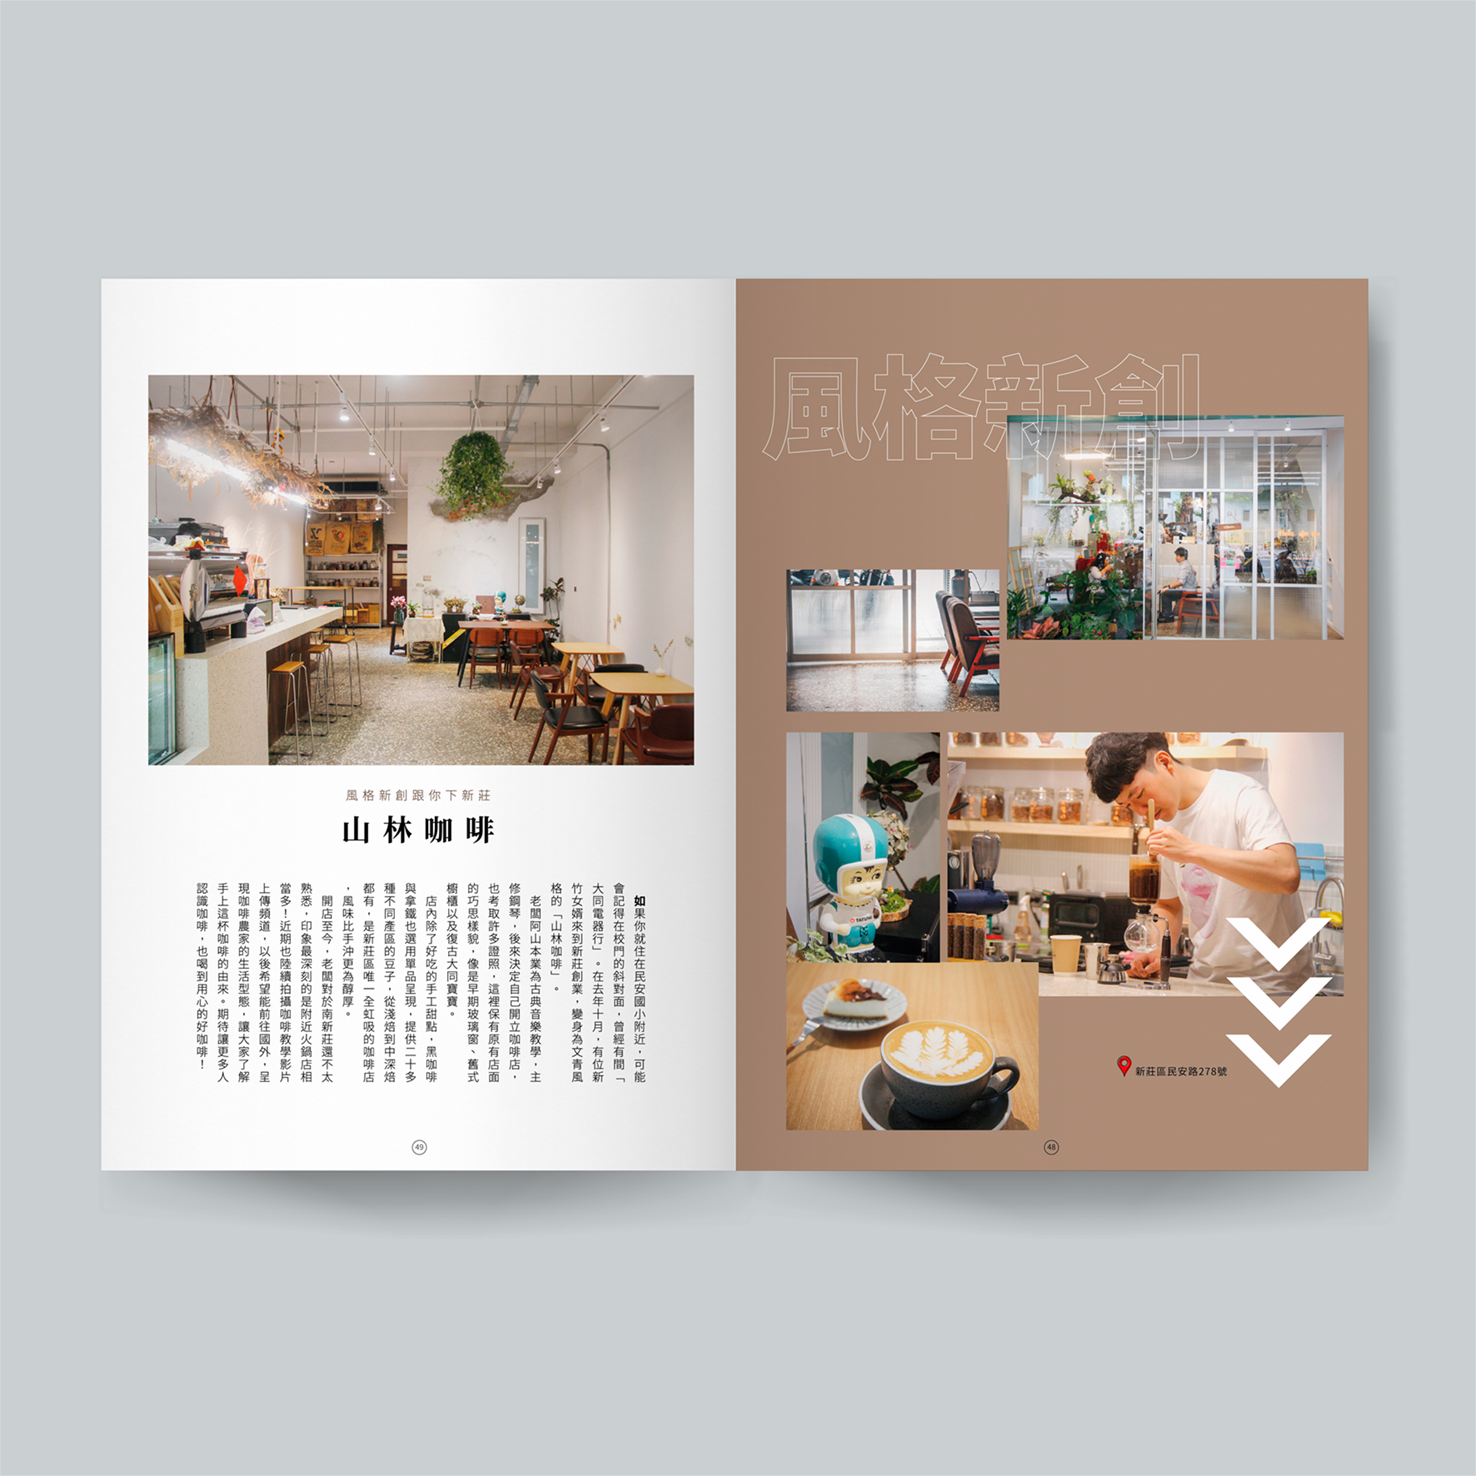 風格新創
新莊區民安路278號
48
風格新創跟你下新莊
山林咖啡
如果你就住在民安國小附近，可能
會記得在校門的斜對面，曾經有間「
大同電器行」。在去年十月，有位新
竹女婿來到新莊創業，變身為文青風
格的「山林咖啡」。
老闆阿山本業為古典音樂教學，主
修鋼琴，後來決定自己開立咖啡店，
也考取許多證照，這裡保有原有店面
的巧思樣貌，像是早期玻璃窗、舊式
櫥櫃以及復古大同寶寶。
店內除了好吃的手工甜點，黑咖啡
與拿鐵也選用單品呈現，提供二十多
種不同產區的豆子，從淺焙到中深焙
都有，是新莊區唯一全虹吸的咖啡店
，風味比手沖更為醇厚。
開店至今，老闆對於南新莊還不太
熟悉，印象最深刻的是附近火鍋店相
當多！近期也陸續拍攝咖啡教學影片
上傳頻道，以後希望能前往國外，呈
現咖啡農家的生活型態，讓大家了解
手上這杯咖啡的由來。期待讓更多人
認識咖啡，也喝到用心的好咖啡！
49